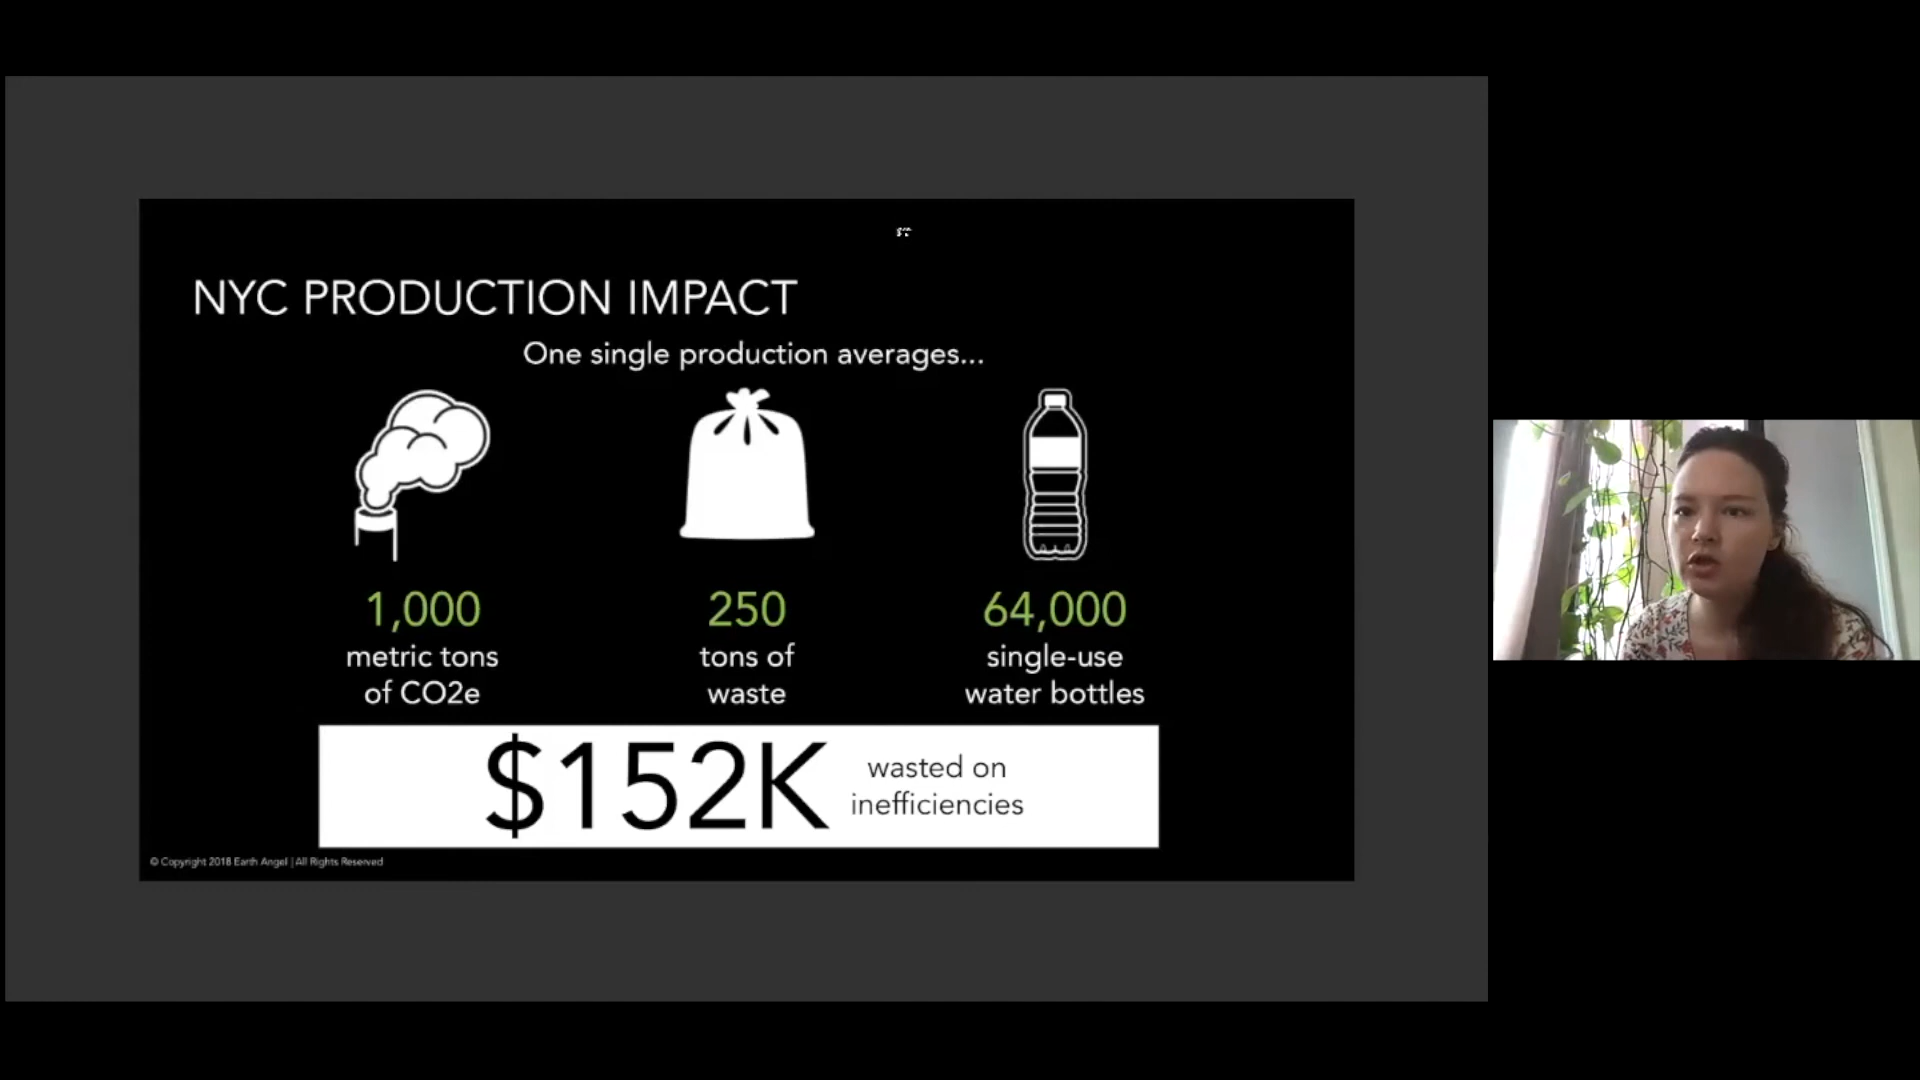 NYC PRODUCTION IMPACT
One single production averages...
1,000
metric tons
of CO2e
250
tons of
waste
64,000
single-use
water bottles
$152K
wasted on
inefficiencies
© Copyright 2018 Earth Angel | All Rights Reserved